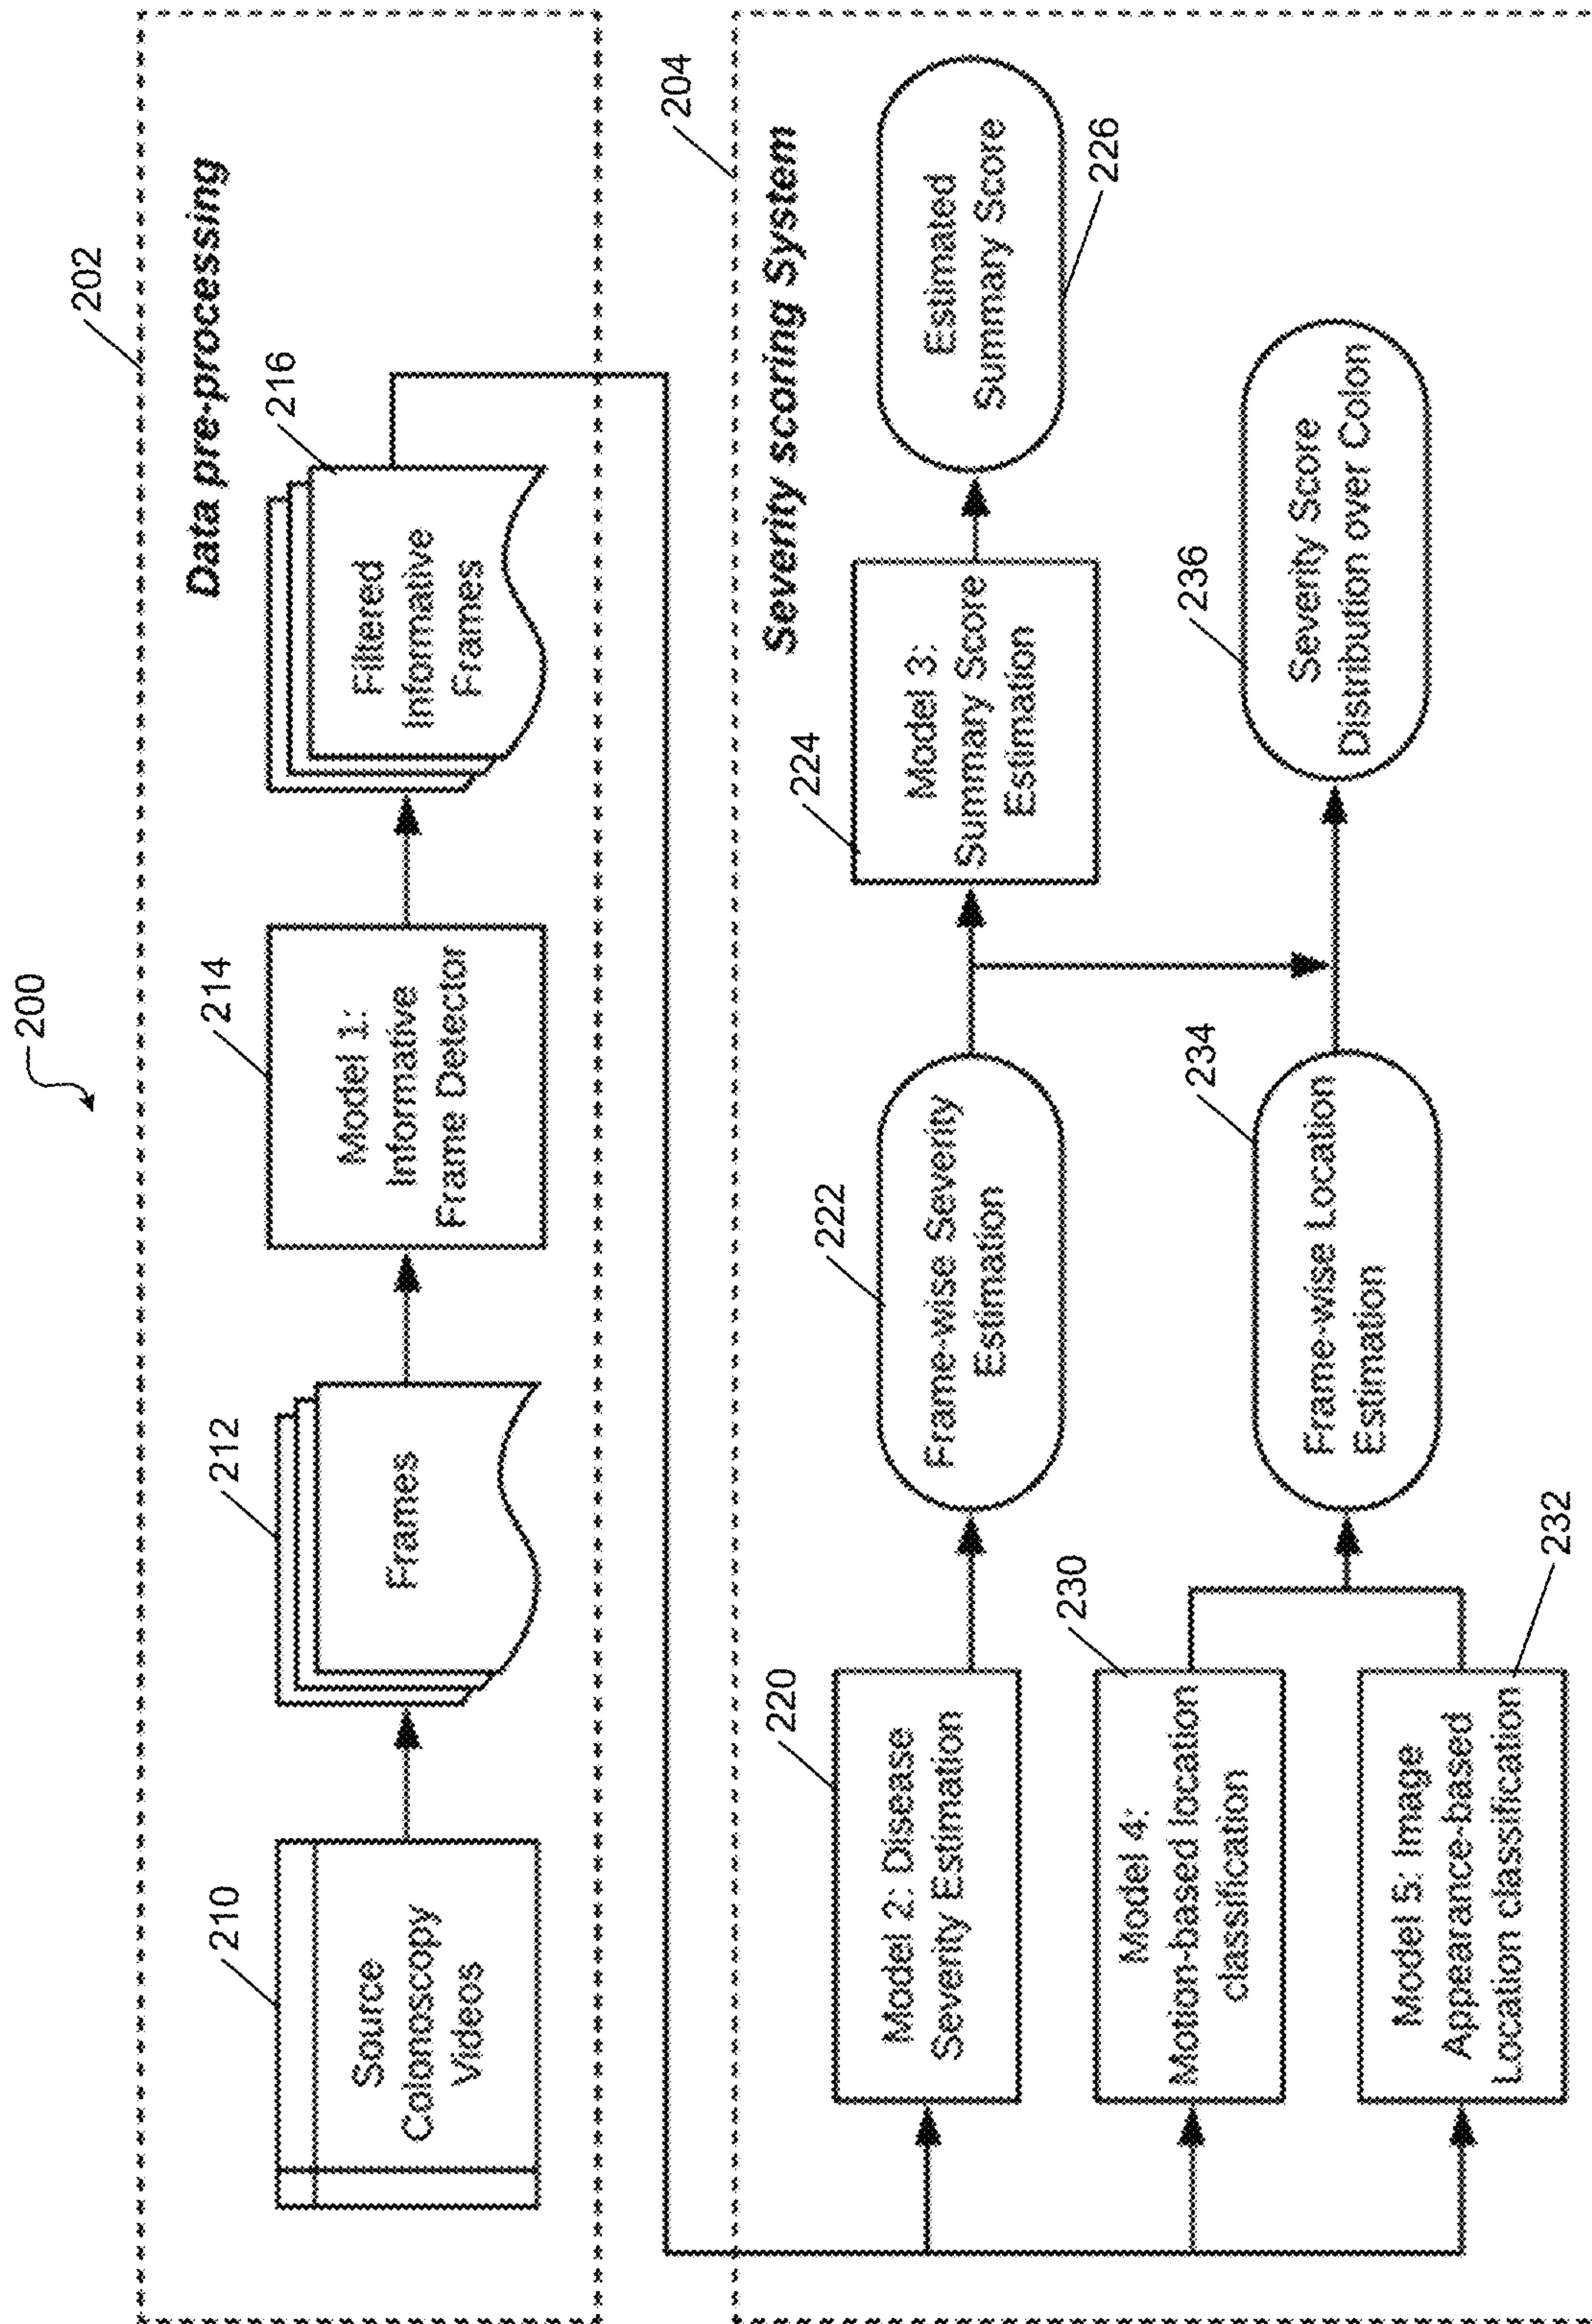 200
202
Data pre-processing
210
Source
Colonoscopy
Videos
212
Frames
214
Model 1:
Informative
Frame Detector
216
Filtered
Informative
Frames
204
Severity scoring System
220
Model 2: Disease
Severity Estimation
222
Frame-wise Severity
Estimation
224
Model 3:
Summary Score
Estimation
Estimated
Summary Score
226
230
Model 4:
Motion-based location
classification
Model 5: Image
Appearance-based
Location classification
232
234
Frame-wise Location
Estimation
236
Severity Score
Distribution over Colon